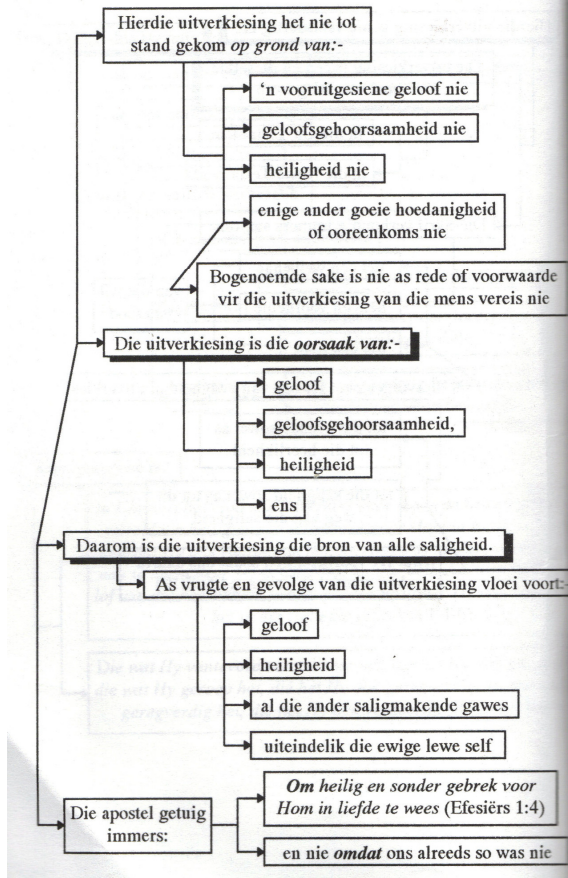 Hierdie uitverkiesing het nie tot
stand gekom op grond van:-
‘n vooruitgesiene geloof nie
geloofsgehoorsaamheid nie
heiligheid nie
enige ander goeie hoedanigheid
of ooreenkoms nie
Bogenoemde sake is nie as rede of voorwaarde
vir die uitverkiesing van die mens vereis nie
Die uitverkiesing is die oorsaak van:-
geloof
geloofsgehoorsaamheid,
heiligheid
ens
Daarom is die uitverkiesing die bron van alle saligheid.
As vrugte en gevolge van die uitverkiesing vloei voort:-
geloof
heiligheid
al die ander saligmakende gawes
uiteindelik die ewige lewe self
Die apostel getuig
immers:
Om heilig en sonder gebrek voor
Hom in liefde te wees (Efesiërs 1:4)
en nie omdat ons alreeds so was nie